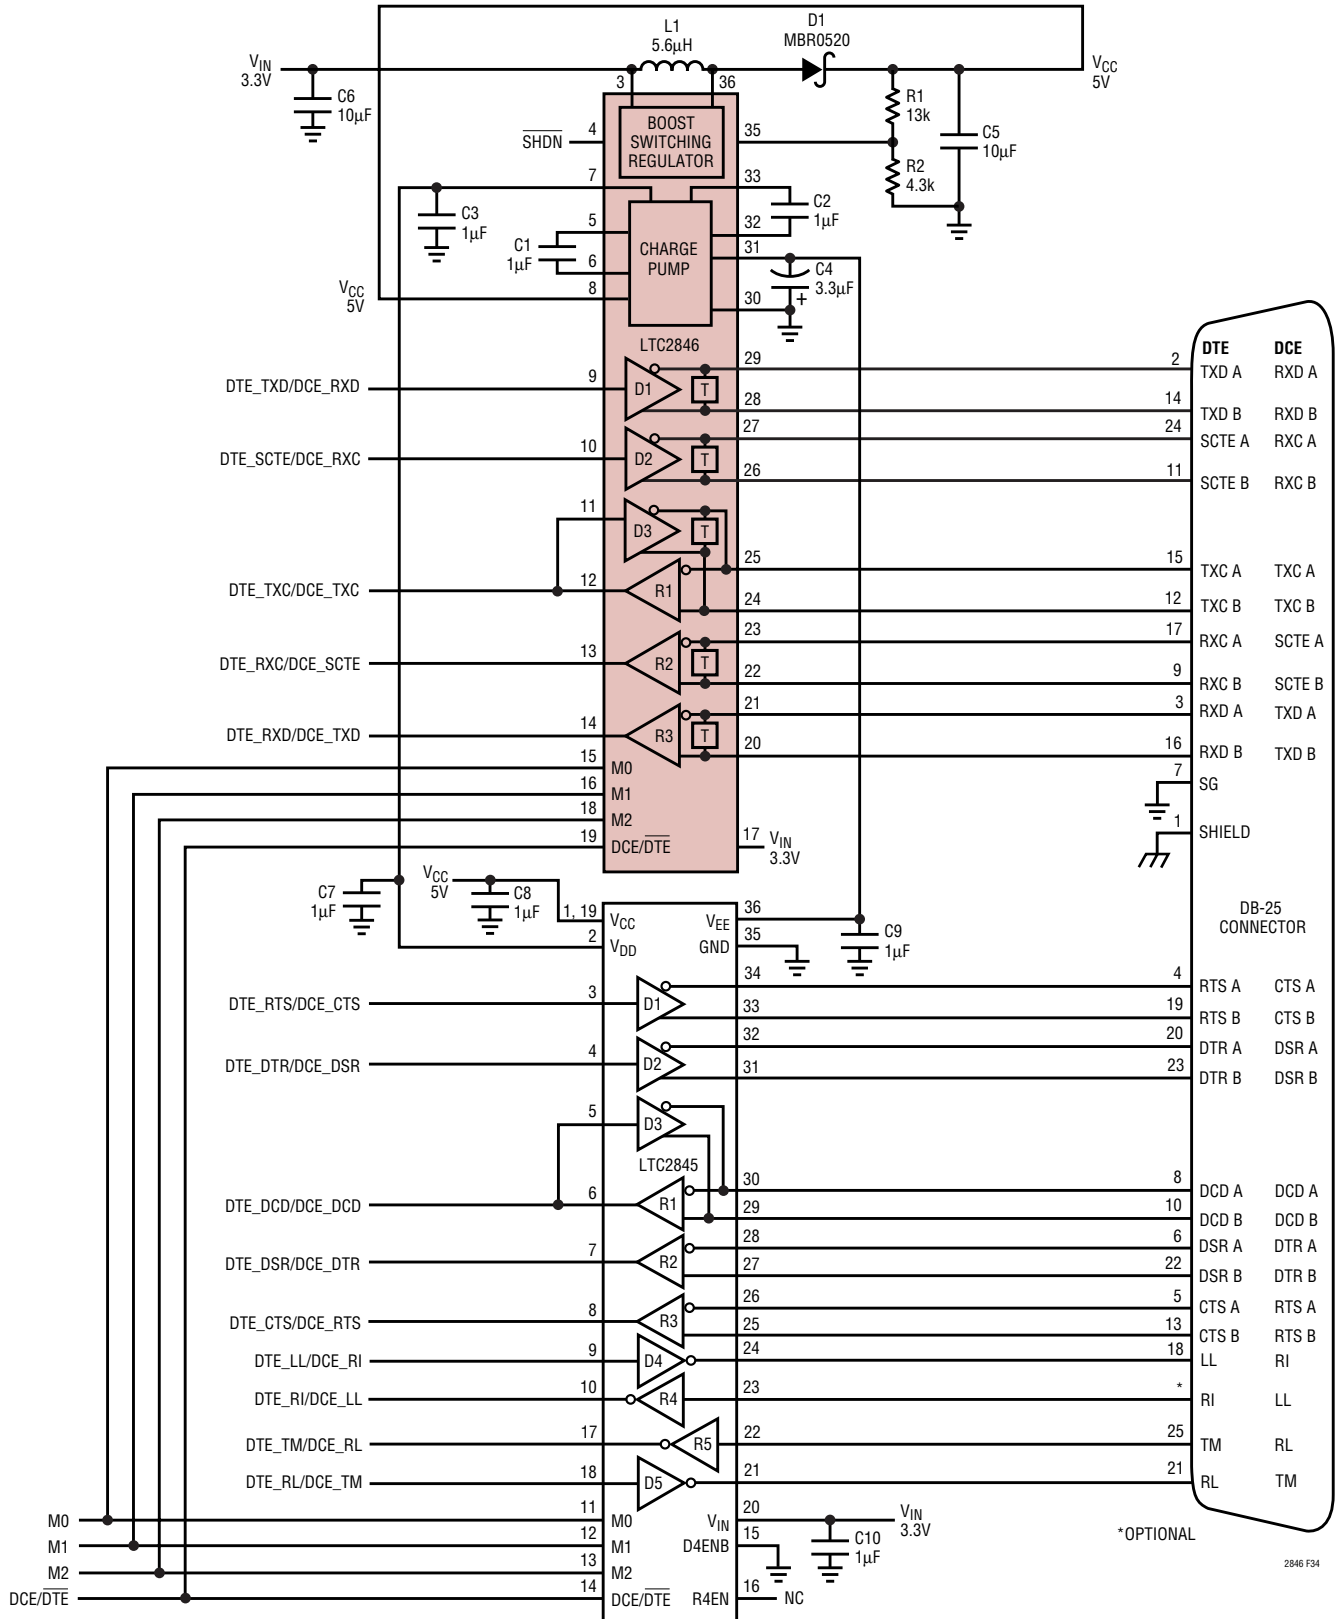 L1
5.6µH
D1
MBR0520
VIN
3.3V
VCC
5V
3
36
C6
10µF
BOOST
SWITCHING
REGULATOR
R1
13k
C5
10µF
R2
4.3k
SHDN
4
35
7
33
C3
1µF
C2
1µF
C1
1µF
5
6
8
32
31
30
CHARGE
PUMP
C4
3.3µF
+
VCC
5V
LTC2846
DTE DCE
DTE_TXD/DCE_RXD 9 D1 T 29 2 TXD A RXD A
28 14 TXD B RXD B
DTE_SCTE/DCE_RXC 10 D2 T 27 24 SCTE A RXC A
26 11 SCTE B RXC B
11 D3 T
DTE_TXC/DCE_TXC 12 R1 25 15 TXC A TXC A
24 12 TXC B TXC B
DTE_RXC/DCE_SCTE 13 R2 T 23 17 RXC A SCTE A
22 9 RXC B SCTE B
DTE_RXD/DCE_TXD 14 R3 T 21 3 RXD A TXD A
20 16 RXD B TXD B
15 M0
7 SG
16 M1
18 M2
1 SHIELD
19 DCE/DTE 17 VIN
3.3V
C7
1µF
VCC
5V
C8
1µF
1, 19 VCC VEE 36
2 VDD GND 35
C9
1µF
DB-25
CONNECTOR
DTE_RTS/DCE_CTS 3 D1 34 4 RTS A CTS A
33 19 RTS B CTS B
DTE_DTR/DCE_DSR 4 D2 32 20 DTR A DSR A
31 23 DTR B DSR B
5 D3
LTC2845
DTE_DCD/DCE_DCD 6 R1 30 8 DCD A DCD A
29 10 DCD B DCD B
DTE_DSR/DCE_DTR 7 R2 28 6 DSR A DTR A
27 22 DSR B DTR B
DTE_CTS/DCE_RTS 8 R3 26 5 CTS A RTS A
25 13 CTS B RTS B
DTE_LL/DCE_RI 9 D4 24 18 LL RI
DTE_RI/DCE_LL 10 R4 23 * RI LL
DTE_TM/DCE_RL 17 R5 22 25 TM RL
DTE_RL/DCE_TM 18 D5 21 21 RL TM
M0 11 M0 VIN 20 VIN
3.3V
M1 12 M1 D4ENB 15
C10
1µF
M2 13 M2
DCE/DTE 14 DCE/DTE R4EN 16 NC
*OPTIONAL
2846 F34